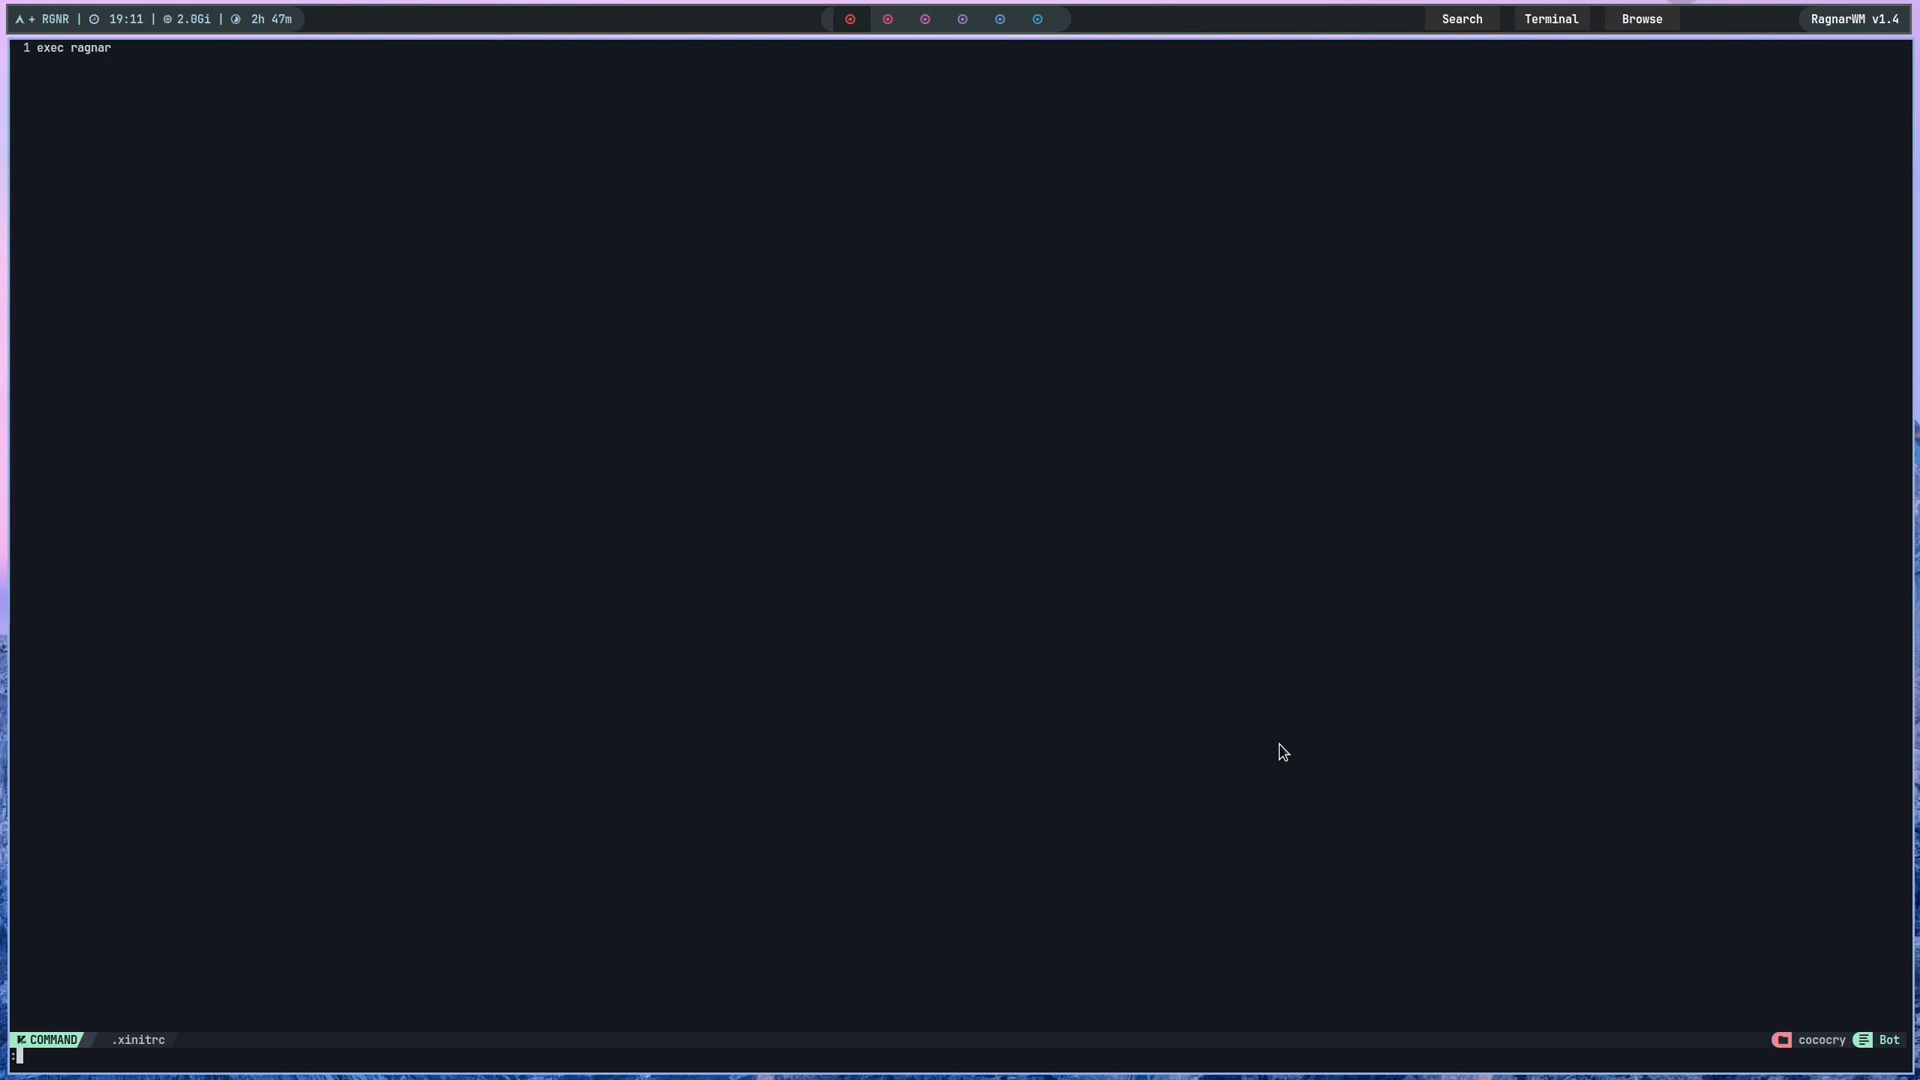 + RGNR | 19:11 | 2.0Gi | 2h 47m
Search Terminal Browse RagnarWM v1.4
1 exec ragnar
COMMAND .xinitrc cococry Bot
: